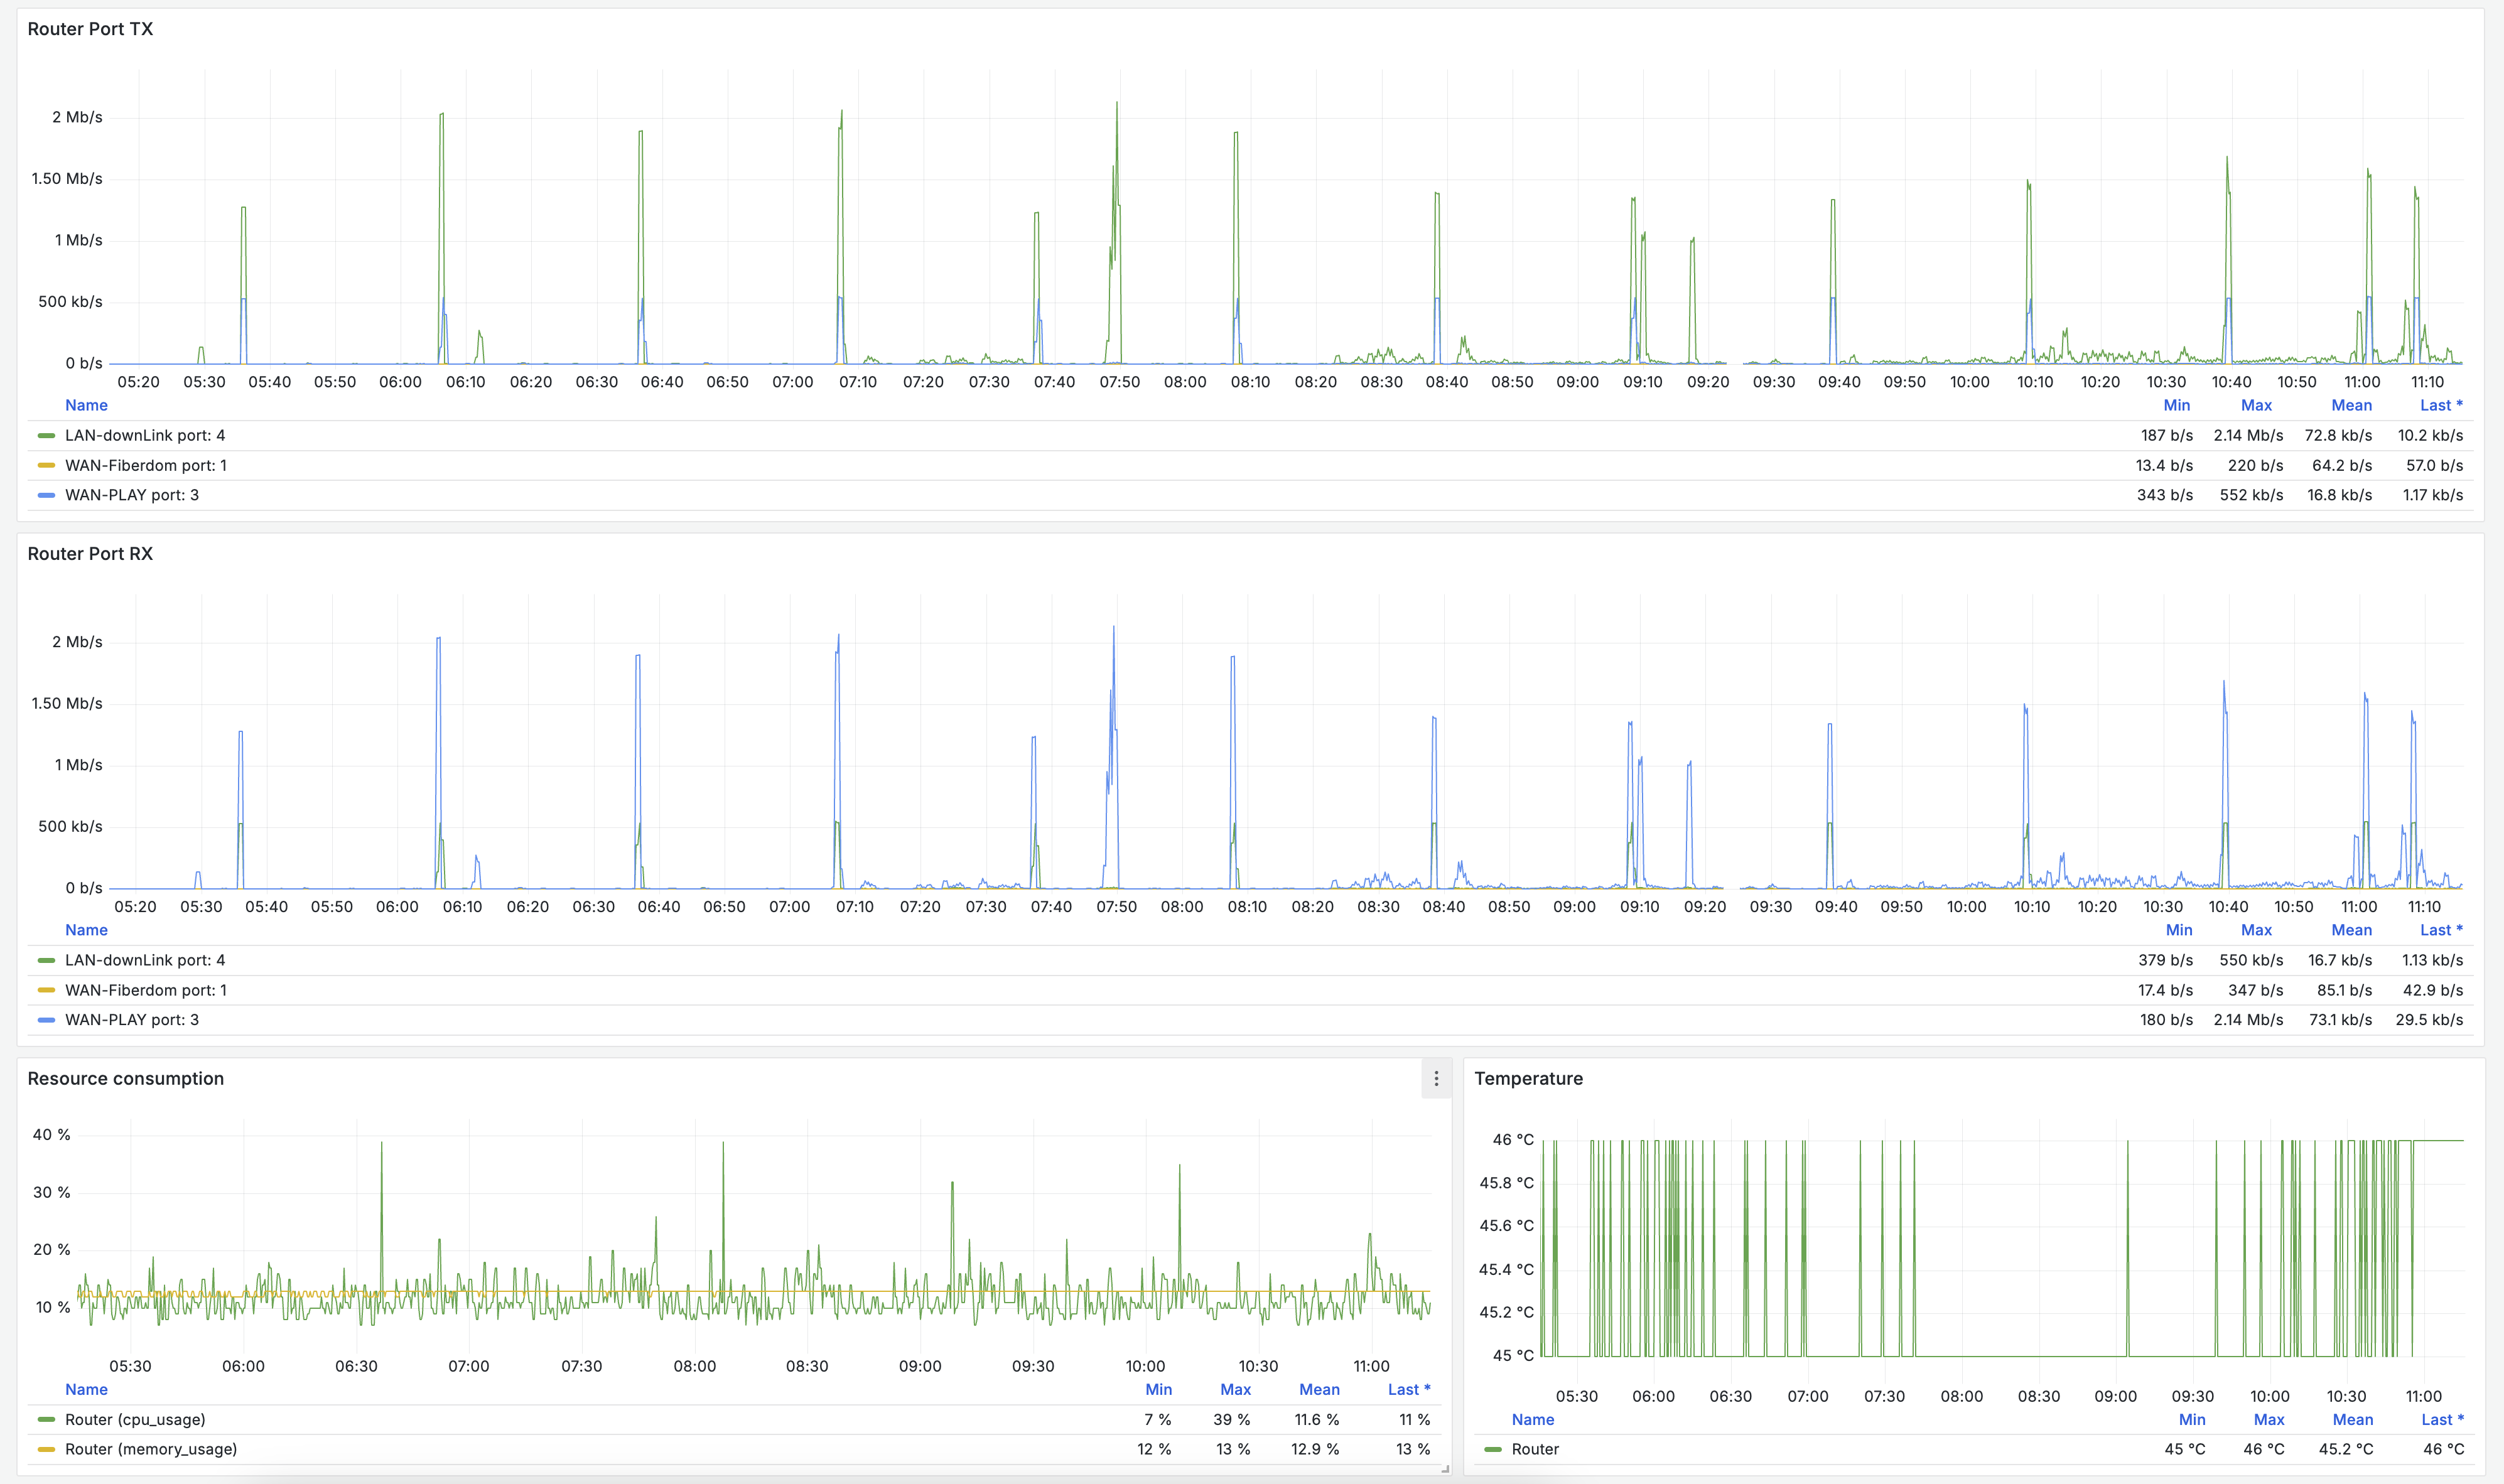 Router Port TX
2 Mb/s
1.50 Mb/s
1 Mb/s
500 kb/s
0 b/s
05:20 05:30 05:40 05:50 06:00 06:10 06:20 06:30 06:40 06:50 07:00 07:10 07:20 07:30 07:40 07:50 08:00 08:10 08:20 08:30 08:40 08:50 09:00 09:10 09:20 09:30 09:40 09:50 10:00 10:10 10:20 10:30 10:40 10:50 11:00 11:10
Name Min Max Mean Last *
LAN-downLink port: 4 187 b/s 2.14 Mb/s 72.8 kb/s 10.2 kb/s
WAN-Fiberdom port: 1 13.4 b/s 220 b/s 64.2 b/s 57.0 b/s
WAN-PLAY port: 3 343 b/s 552 kb/s 16.8 kb/s 1.17 kb/s
Router Port RX
2 Mb/s
1.50 Mb/s
1 Mb/s
500 kb/s
0 b/s
05:20 05:30 05:40 05:50 06:00 06:10 06:20 06:30 06:40 06:50 07:00 07:10 07:20 07:30 07:40 07:50 08:00 08:10 08:20 08:30 08:40 08:50 09:00 09:10 09:20 09:30 09:40 09:50 10:00 10:10 10:20 10:30 10:40 10:50 11:00 11:10
Name Min Max Mean Last *
LAN-downLink port: 4 379 b/s 550 kb/s 16.7 kb/s 1.13 kb/s
WAN-Fiberdom port: 1 17.4 b/s 347 b/s 85.1 b/s 42.9 b/s
WAN-PLAY port: 3 180 b/s 2.14 Mb/s 73.1 kb/s 29.5 kb/s
Resource consumption
40 %
30 %
20 %
10 %
05:30 06:00 06:30 07:00 07:30 08:00 08:30 09:00 09:30 10:00 10:30 11:00
Name Min Max Mean Last *
Router (cpu_usage) 7 % 39 % 11.6 % 11 %
Router (memory_usage) 12 % 13 % 12.9 % 13 %
Temperature
46 °C
45.8 °C
45.6 °C
45.4 °C
45.2 °C
45 °C
05:30 06:00 06:30 07:00 07:30 08:00 08:30 09:00 09:30 10:00 10:30 11:00
Name Min Max Mean Last *
Router 45 °C 46 °C 45.2 °C 46 °C